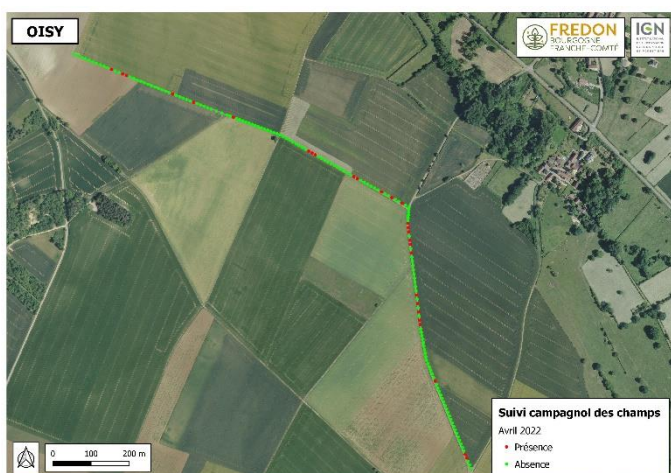 OISY
FREDON
BOURGOGNE
FRANCHE-COMTÉ
IGN
Suivi campagnol des champs
Avril 2022
Présence
Absence
0 100 200 m